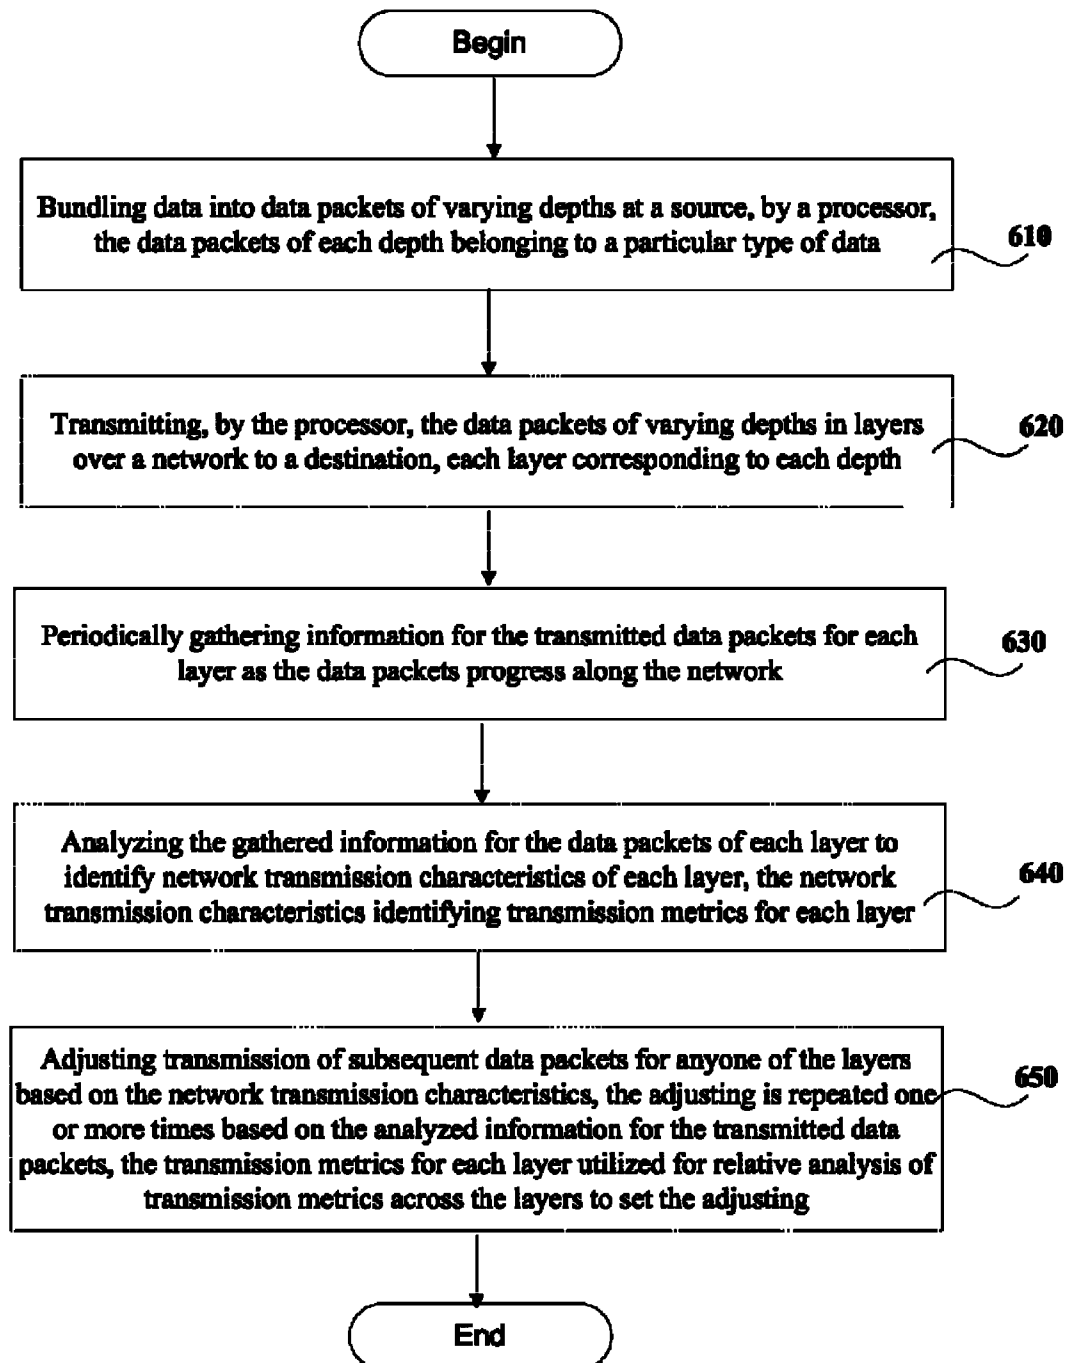 Begin
Bundling data into data packets of varying depths at a source, by a processor,
the data packets of each depth belonging to a particular type of data
610
Transmitting, by the processor, the data packets of varying depths in layers
over a network to a destination, each layer corresponding to each depth
620
Periodically gathering information for the transmitted data packets for each
layer as the data packets progress along the network
630
Analyzing the gathered information for the data packets of each layer to
identify network transmission characteristics of each layer, the network
transmission characteristics identifying transmission metrics for each layer
640
Adjusting transmission of subsequent data packets for anyone of the layers
based on the network transmission characteristics, the adjusting is repeated one
or more times based on the analyzed information for the transmitted data
packets, the transmission metrics for each layer utilized for relative analysis of
transmission metrics across the layers to set the adjusting
650
End